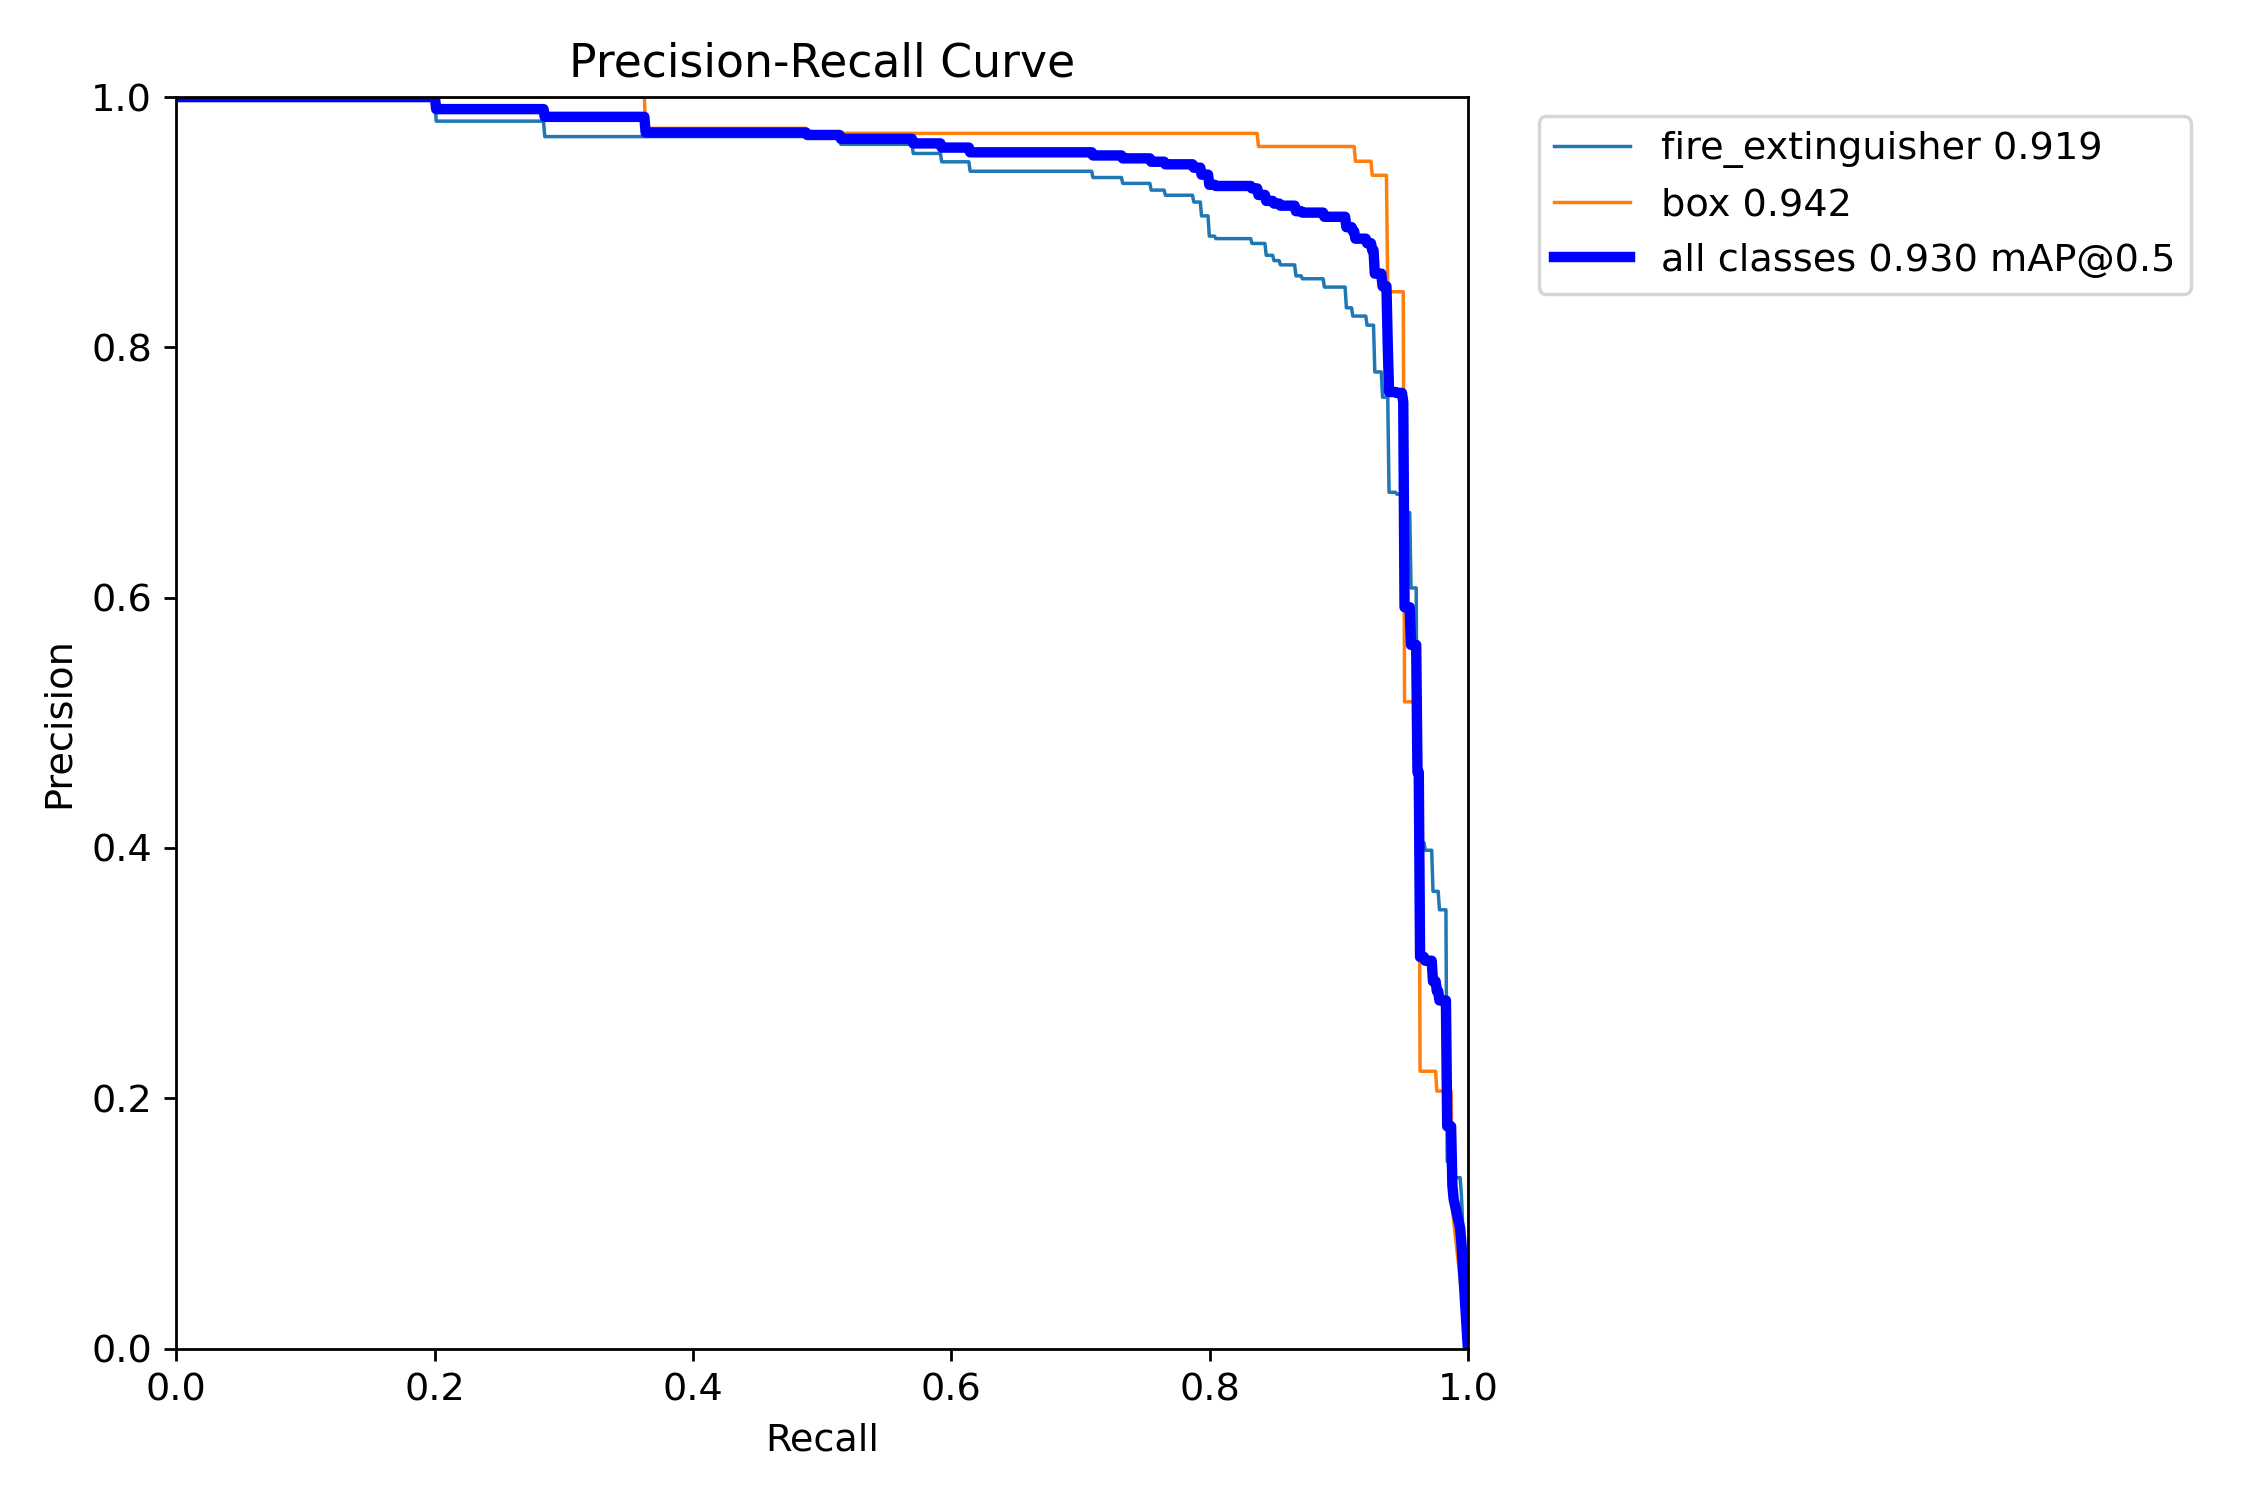 Precision-Recall Curve
1.0
0.8
0.6
0.4
0.2
0.0
Precision
0.0 0.2 0.4 0.6 0.8 1.0
Recall
fire_extinguisher 0.919
box 0.942
all classes 0.930 mAP@0.5